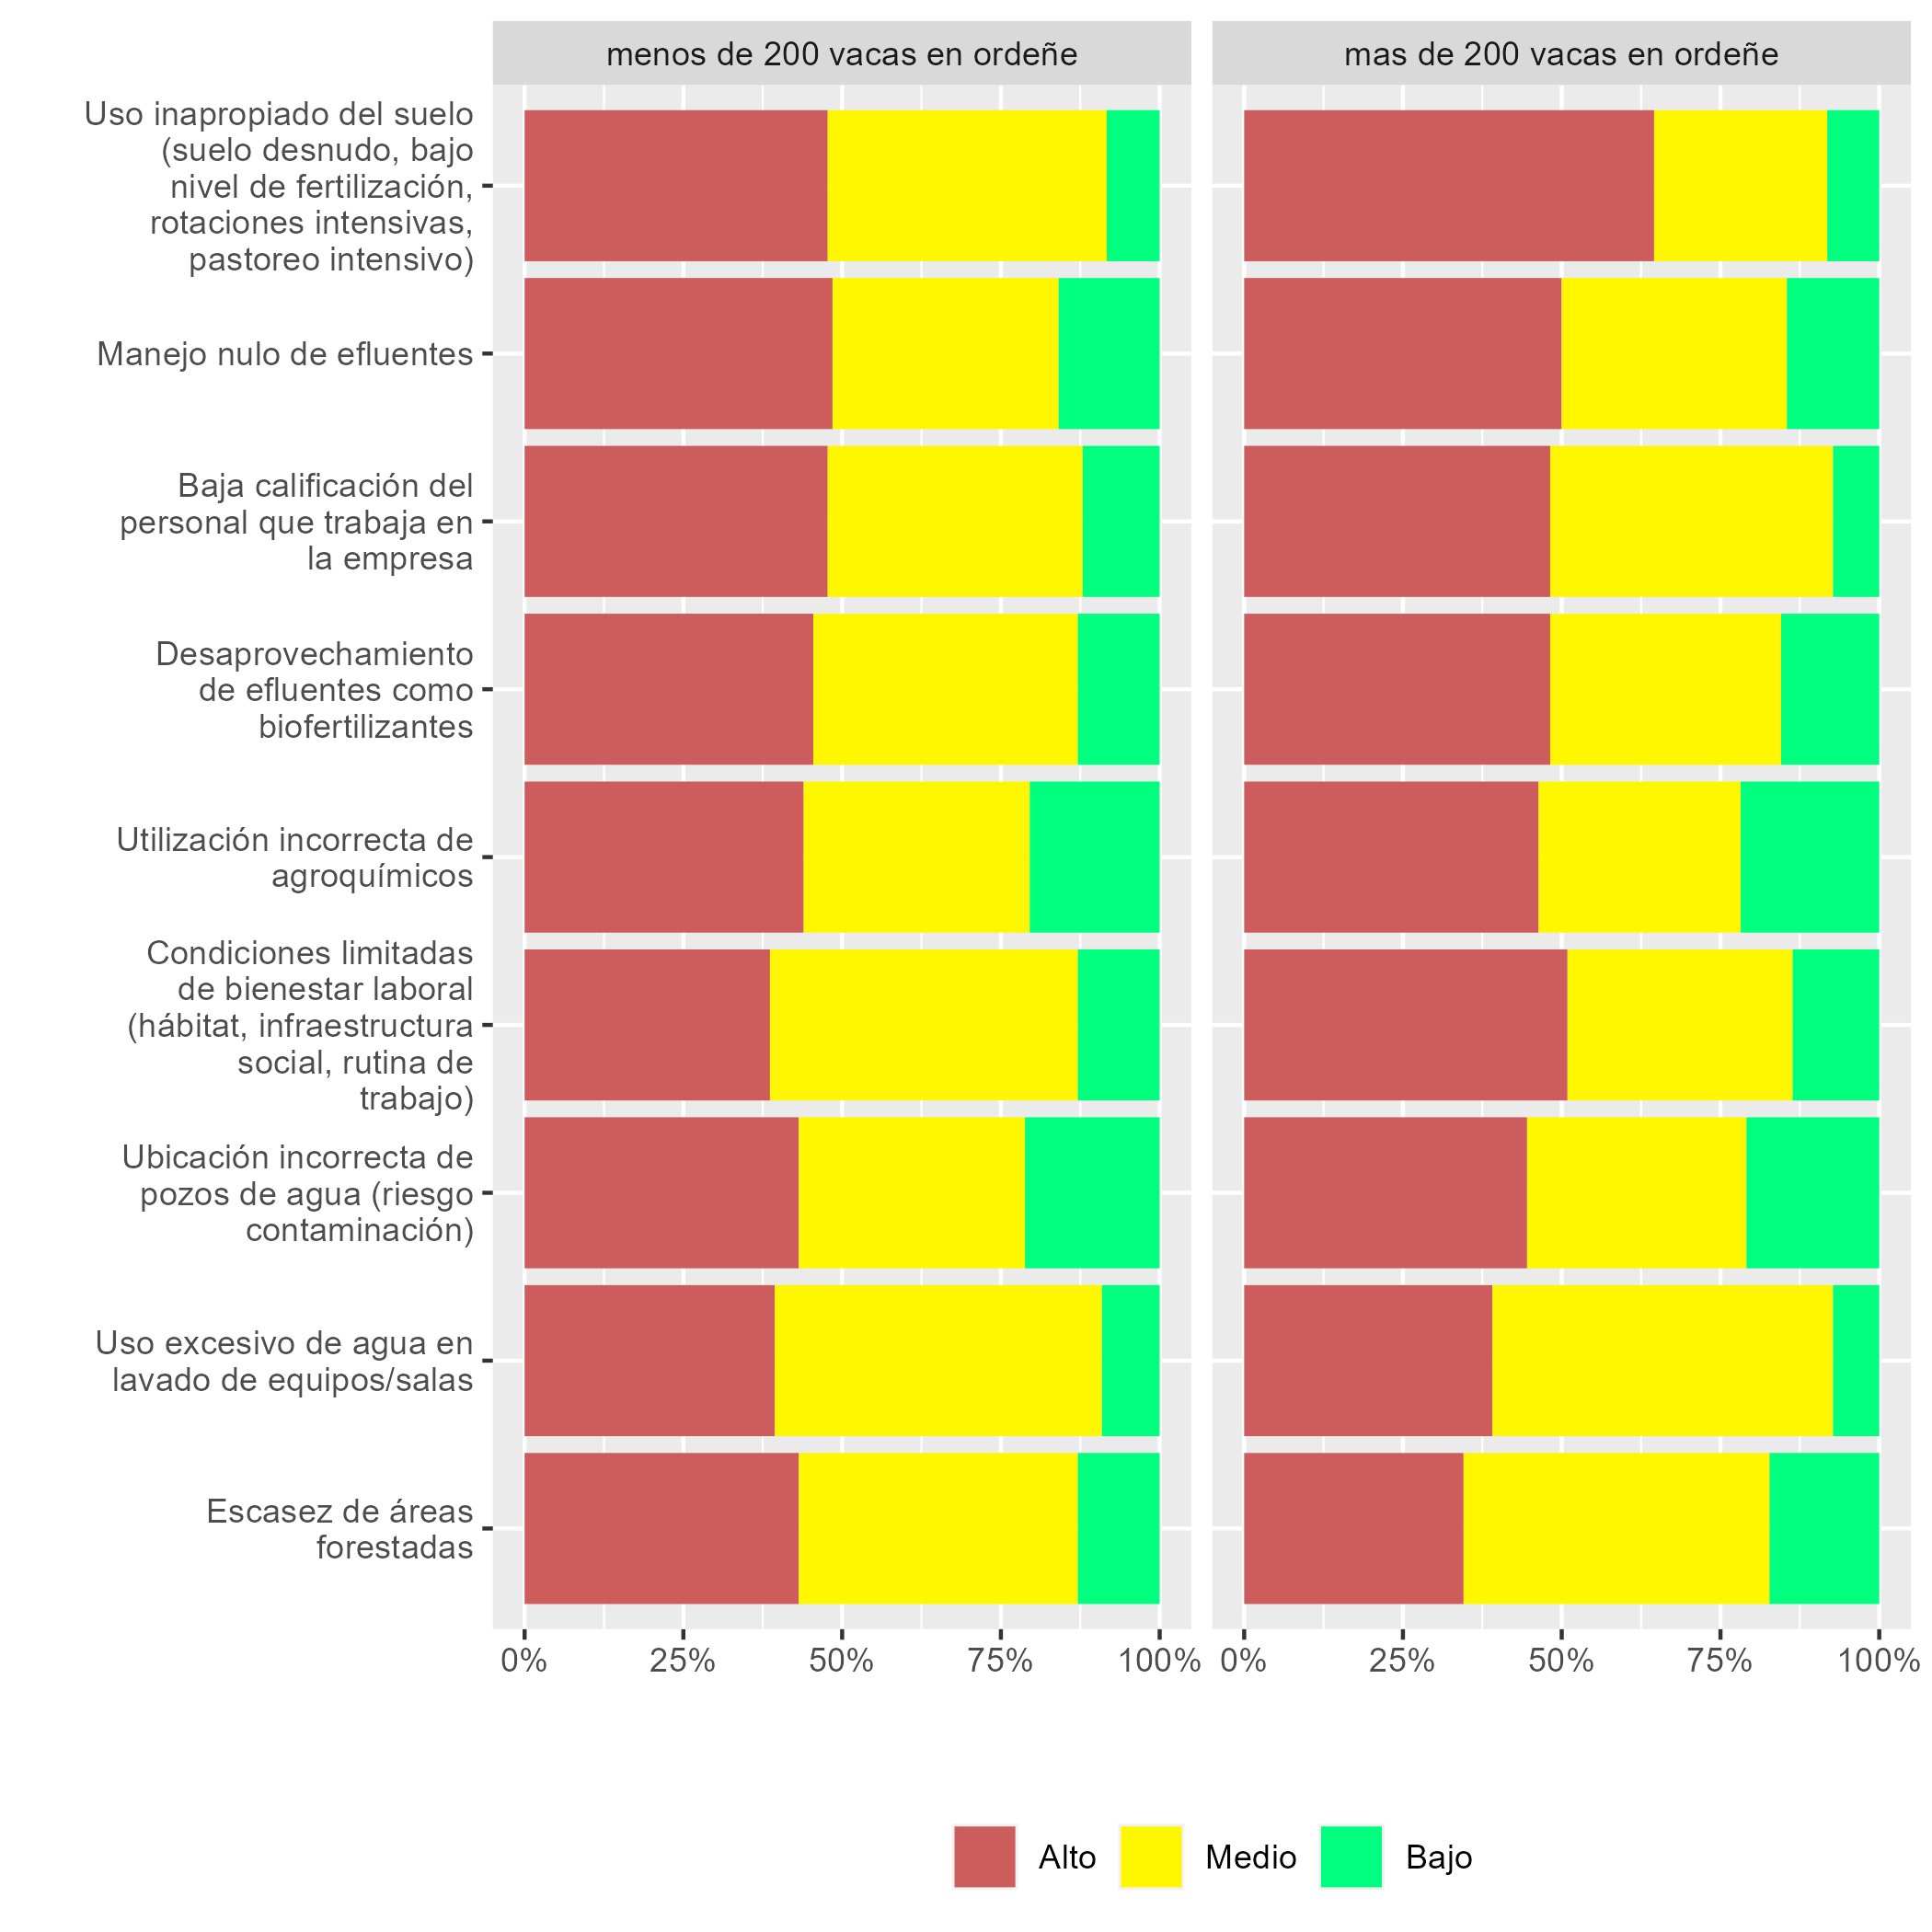 menos de 200 vacas en ordeñe
mas de 200 vacas en ordeñe
Uso inapropiado del suelo
(suelo desnudo, bajo
nivel de fertilización,
rotaciones intensivas,
pastoreo intensivo)
Manejo nulo de efluentes
Baja calificación del
personal que trabaja en
la empresa
Desaprovechamiento
de efluentes como
biofertilizantes
Utilización incorrecta de
agroquímicos
Condiciones limitadas
de bienestar laboral
(hábitat, infraestructura
social, rutina de
trabajo)
Ubicación incorrecta de
pozos de agua (riesgo
contaminación)
Uso excesivo de agua en
lavado de equipos/salas
Escasez de áreas
forestadas
0% 25% 50% 75% 100%
0% 25% 50% 75% 100%
Alto Medio Bajo